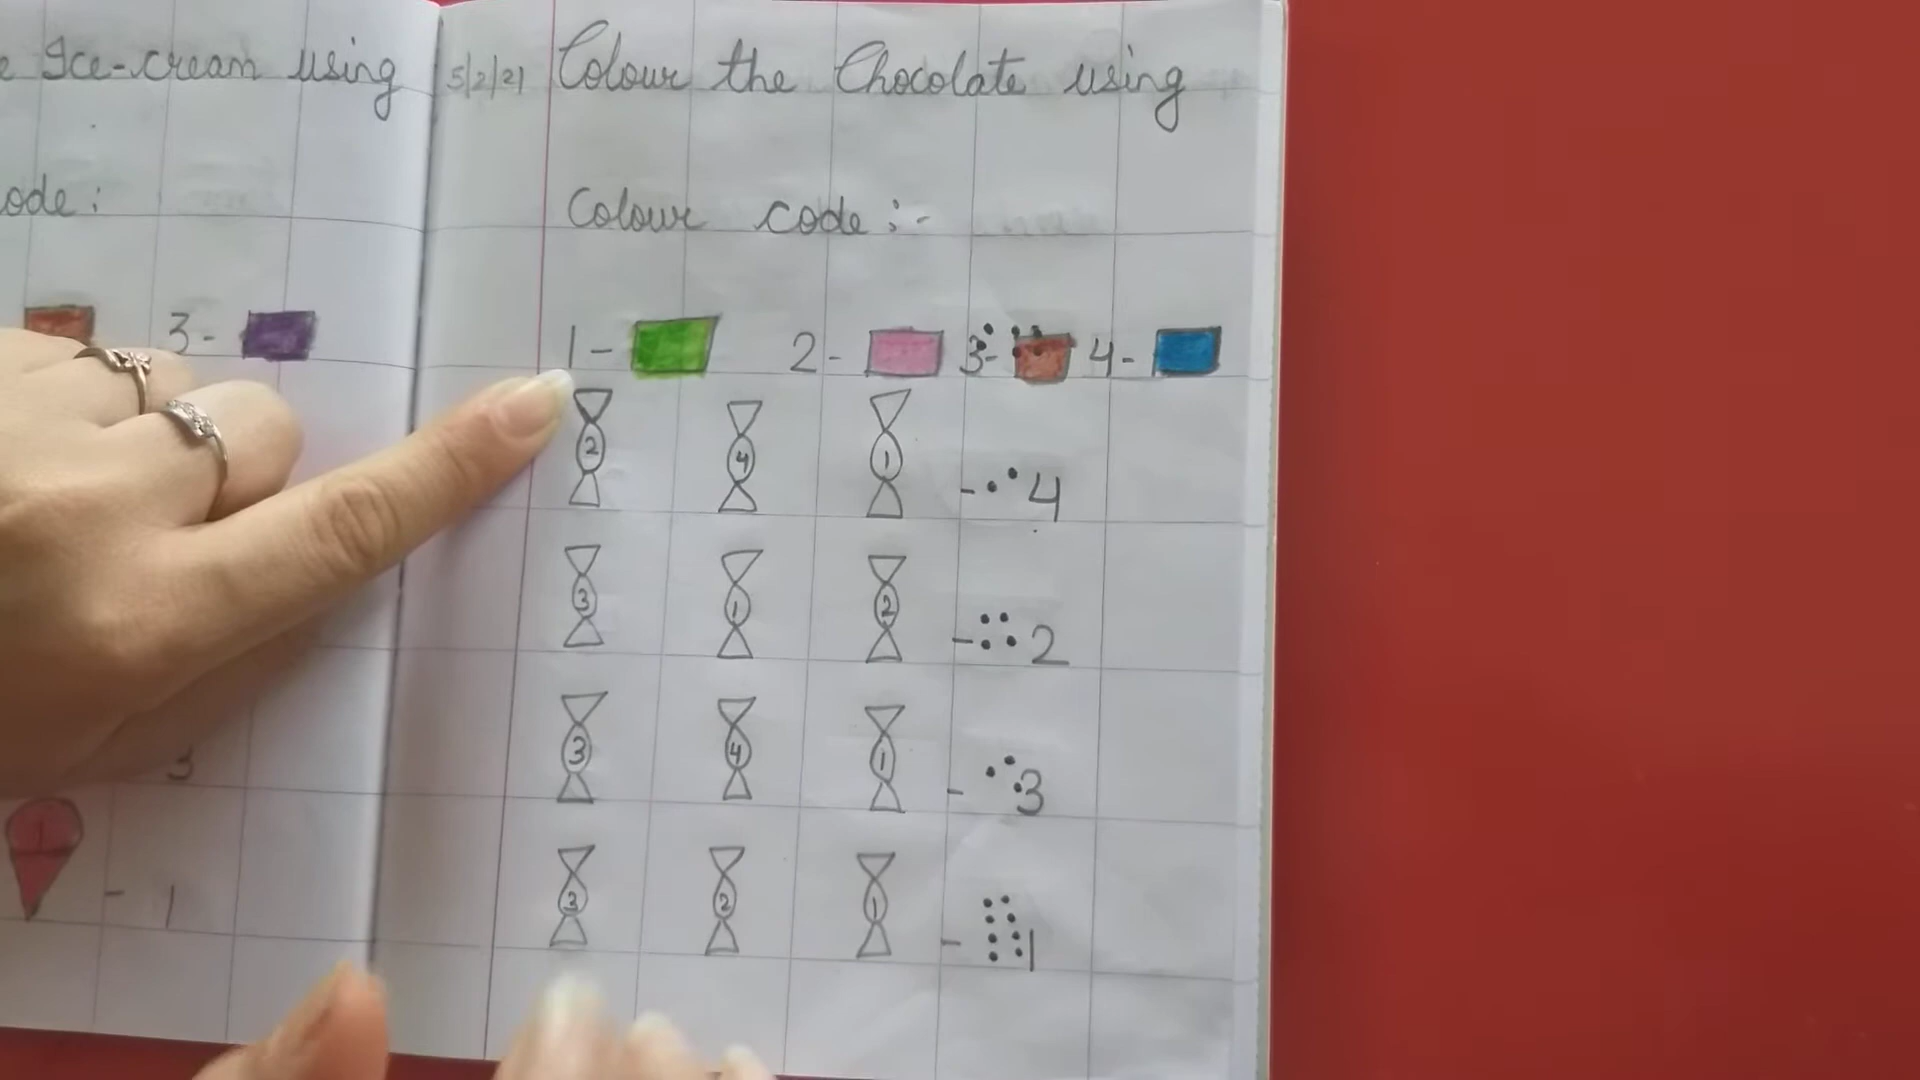 e Ice-cream using
ode:
3-
3
- 1
1
5/2/21 Colour the Chocolate using
Colour code:-
1- 2- 3- 4-
2 4 1 - 4
3 1 2 - 2
3 4 1 - 3
3 2 1 - 1